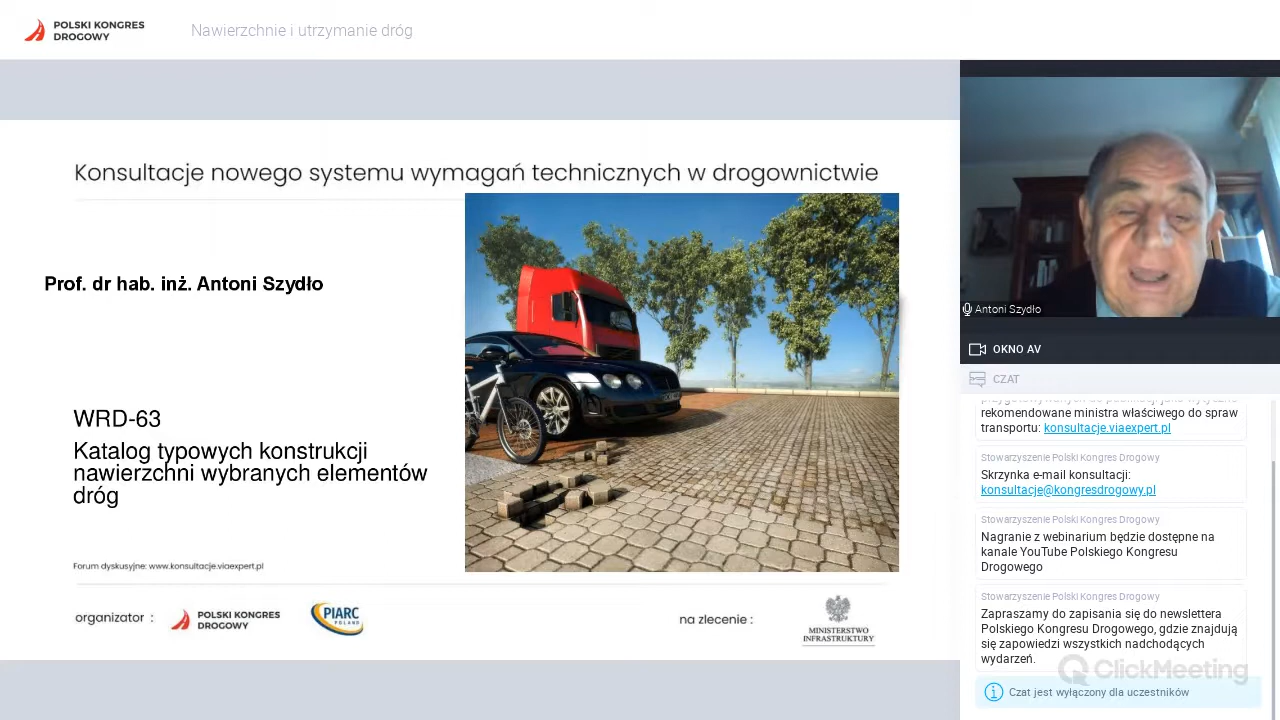 POLSKI KONGRES
DROGOWY
Nawierzchnie i utrzymanie dróg
Konsultacje nowego systemu wymagań technicznych w drogownictwie
Prof. dr hab. inż. Antoni Szydło
WRD-63
Katalog typowych konstrukcji
nawierzchni wybranych elementów
dróg
Forum dyskusyjne: www.konsultacje.viaexpert.pl
organizator :
POLSKI KONGRES
DROGOWY
PIARC
POLAND
na zlecenie :
MINISTERSTWO
INFRASTRUKTURY
Antoni Szydło
OKNO AV
CZAT
rekomendowane ministra właściwego do spraw
transportu: konsultacje.viaexpert.pl
Stowarzyszenie Polski Kongres Drogowy
Skrzynka e-mail konsultacji:
konsultacje@kongresdrogowy.pl
Stowarzyszenie Polski Kongres Drogowy
Nagranie z webinarium będzie dostępne na
kanale YouTube Polskiego Kongresu
Drogowego
Stowarzyszenie Polski Kongres Drogowy
Zapraszamy do zapisania się do newslettera
Polskiego Kongresu Drogowego, gdzie znajdują
się zapowiedzi wszystkich nadchodzących
wydarzeń.
ClickMeeting
Czat jest wyłączony dla uczestników